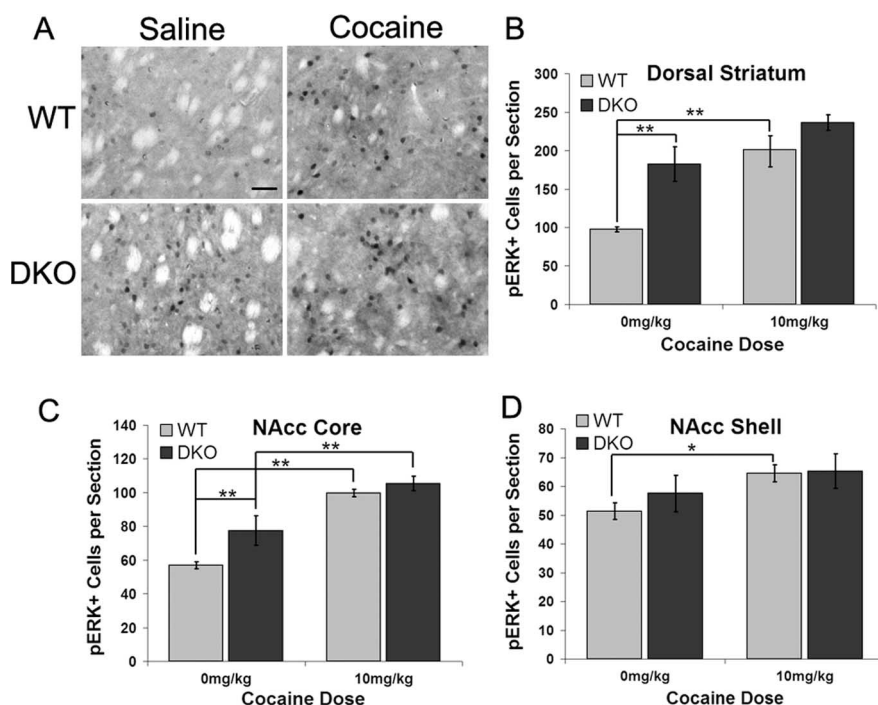 A
Saline
Cocaine
WT
DKO
B
Dorsal Striatum
WT
DKO
**
**
300
250
200
150
100
50
0
pERK+ Cells per Section
0mg/kg
10mg/kg
Cocaine Dose
C
NAcc Core
WT
DKO
**
**
**
140
120
100
80
60
40
20
0
pERK+ Cells per Section
0mg/kg
10mg/kg
Cocaine Dose
D
NAcc Shell
WT
DKO
*
80
70
60
50
40
30
20
10
0
pERK+ Cells per Section
0mg/kg
10mg/kg
Cocaine Dose